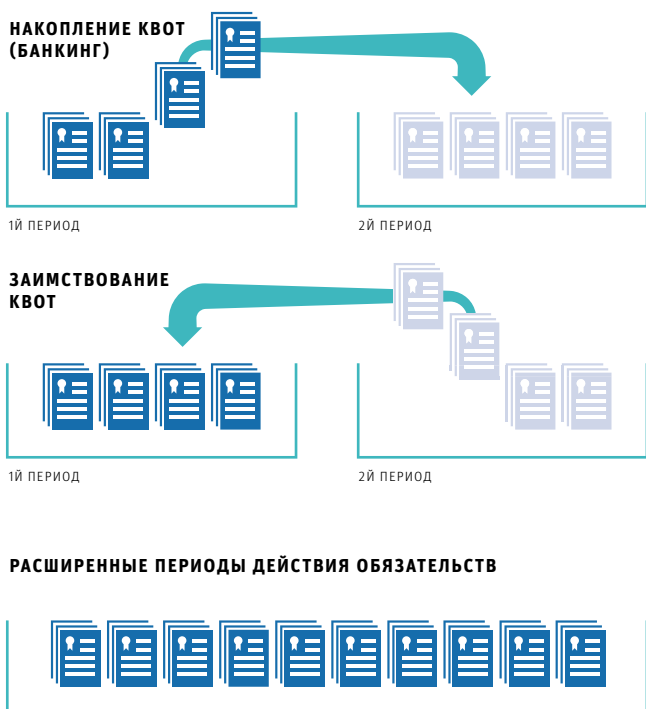 НАКОПЛЕНИЕ КВОТ
(БАНКИНГ)
1Й ПЕРИОД
2Й ПЕРИОД
ЗАИМСТВОВАНИЕ
КВОТ
1Й ПЕРИОД
2Й ПЕРИОД
РАСШИРЕННЫЕ ПЕРИОДЫ ДЕЙСТВИЯ ОБЯЗАТЕЛЬСТВ